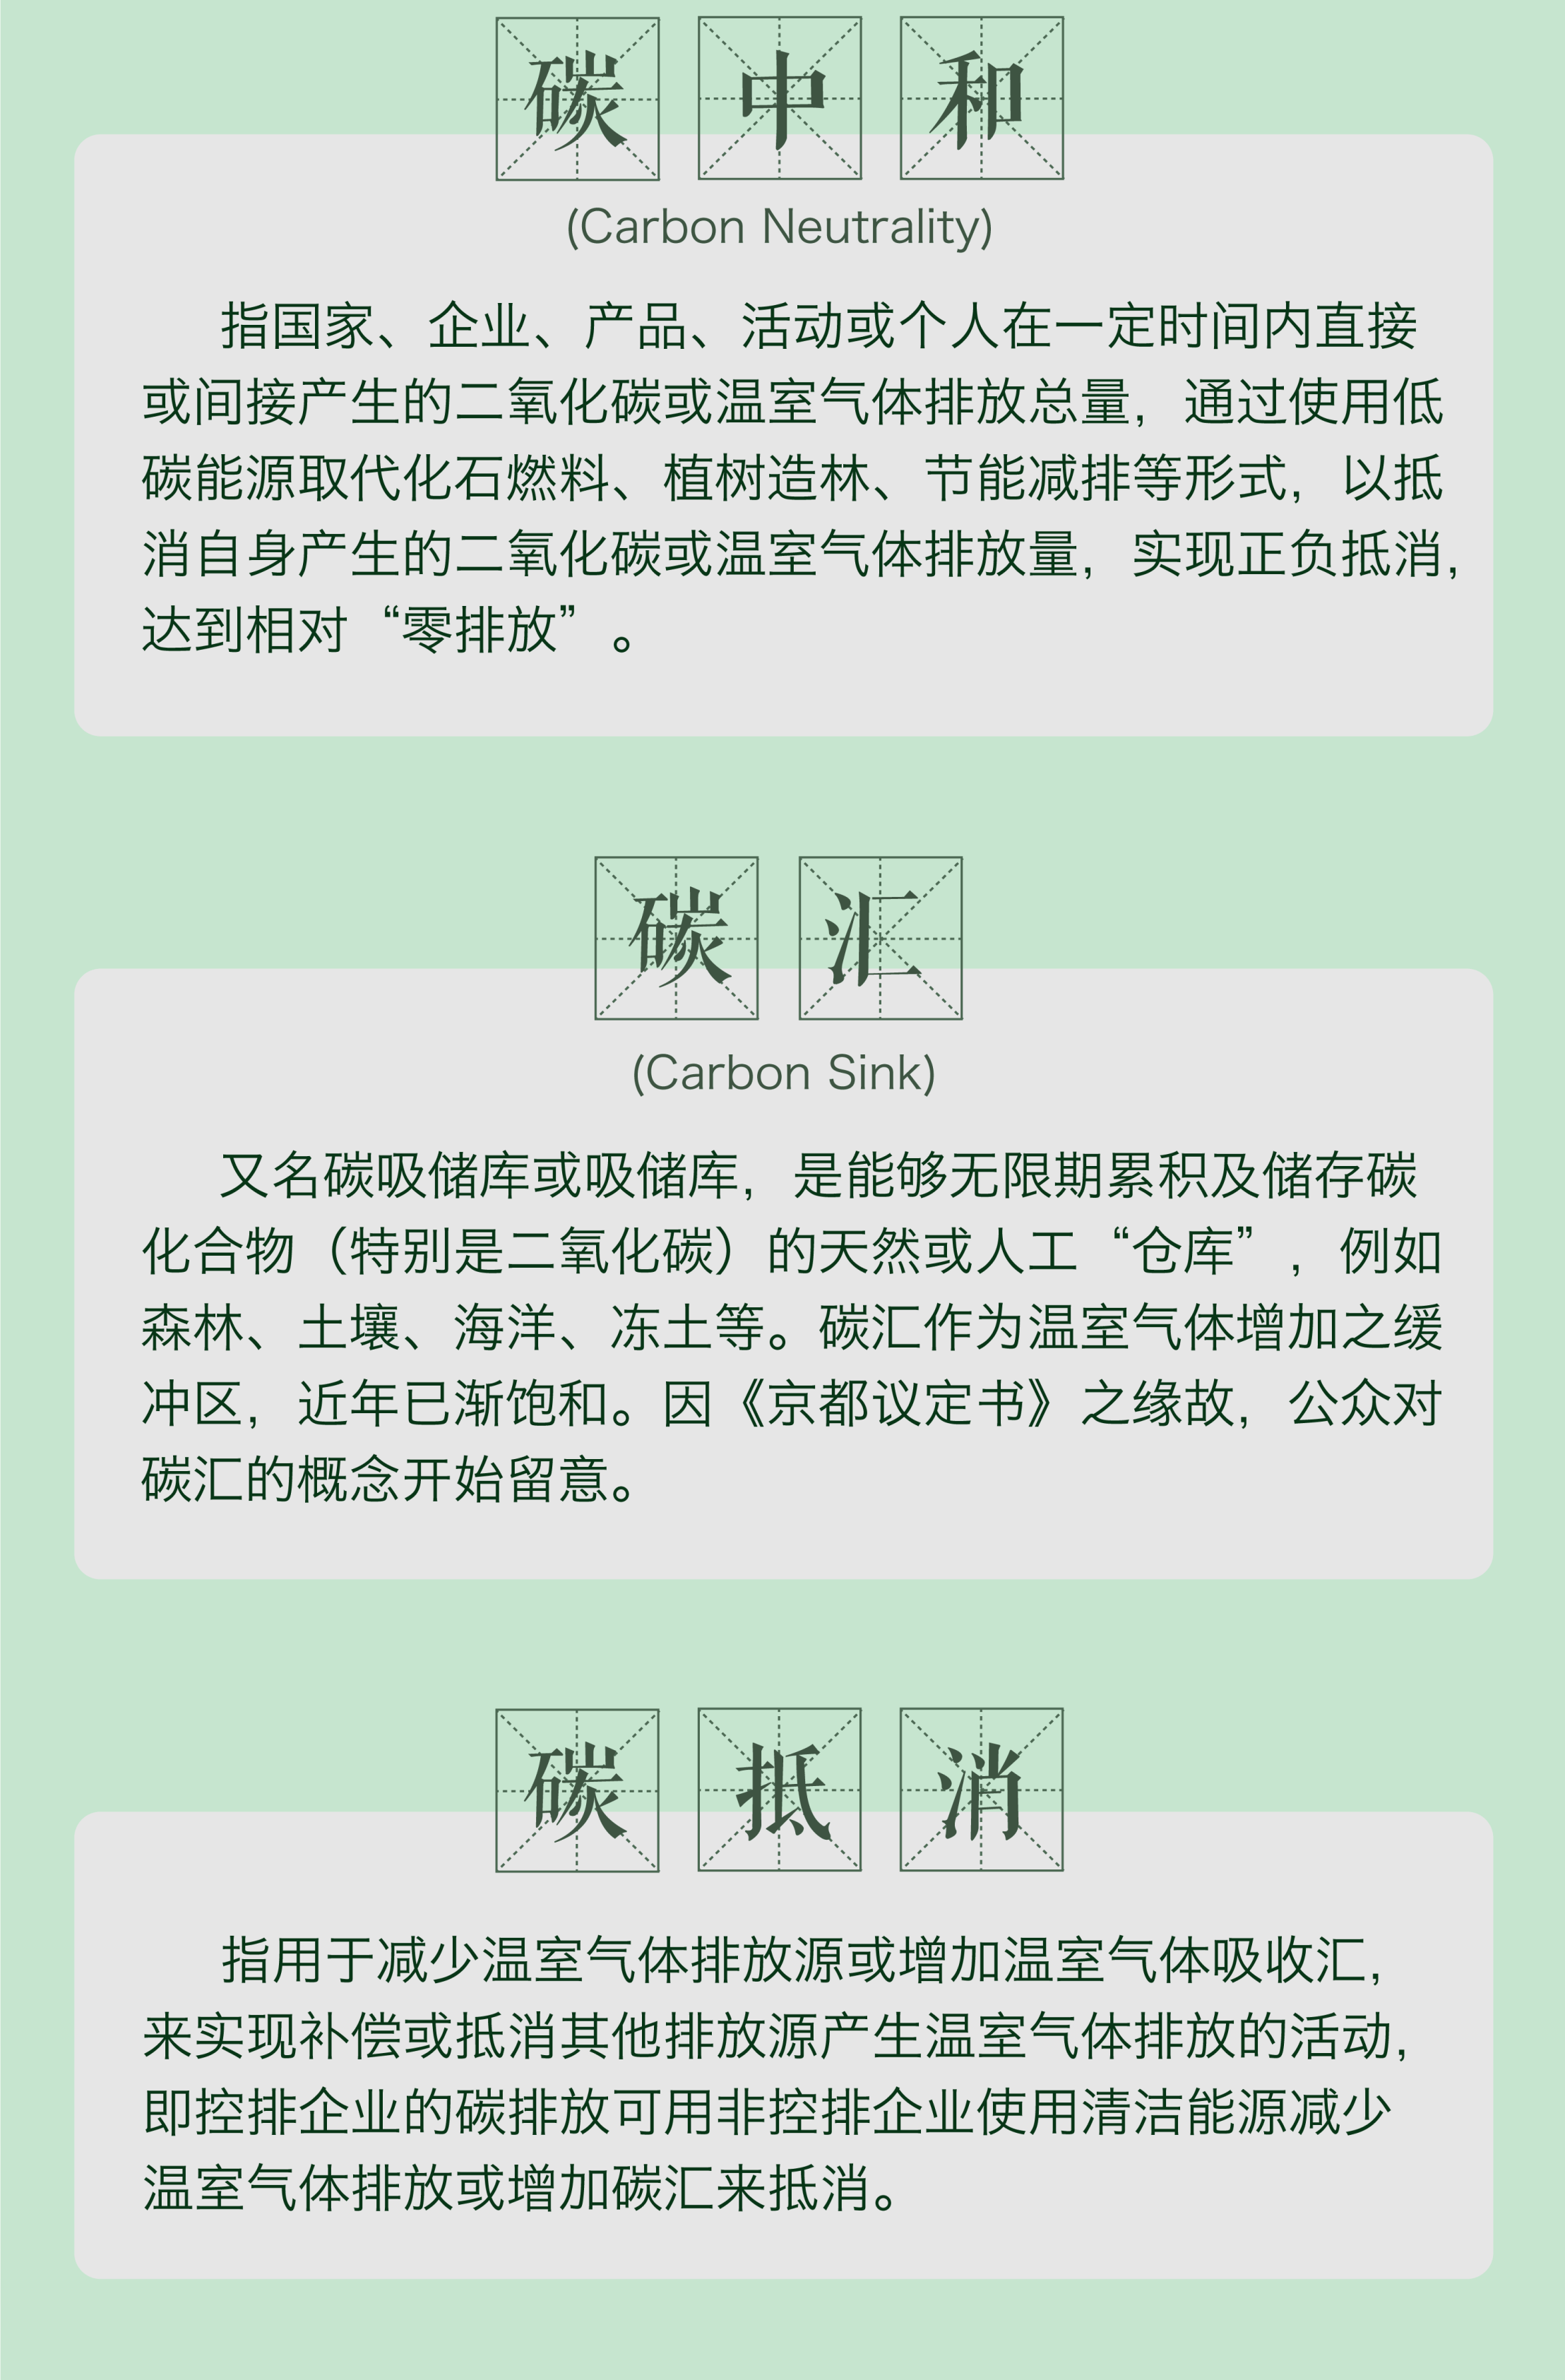 碳中和
(Carbon Neutrality)
指国家、企业、产品、活动或个人在一定时间内直接
或间接产生的二氧化碳或温室气体排放总量，通过使用低
碳能源取代化石燃料、植树造林、节能减排等形式，以抵
消自身产生的二氧化碳或温室气体排放量，实现正负抵消，
达到相对“零排放”。
碳汇
(Carbon Sink)
又名碳吸储库或吸储库，是能够无限期累积及储存碳
化合物（特别是二氧化碳）的天然或人工“仓库”，例如
森林、土壤、海洋、冻土等。碳汇作为温室气体增加之缓
冲区，近年已渐饱和。因《京都议定书》之缘故，公众对
碳汇的概念开始留意。
碳抵消
指用于减少温室气体排放源或增加温室气体吸收汇，
来实现补偿或抵消其他排放源产生温室气体排放的活动，
即控排企业的碳排放可用非控排企业使用清洁能源减少
温室气体排放或增加碳汇来抵消。